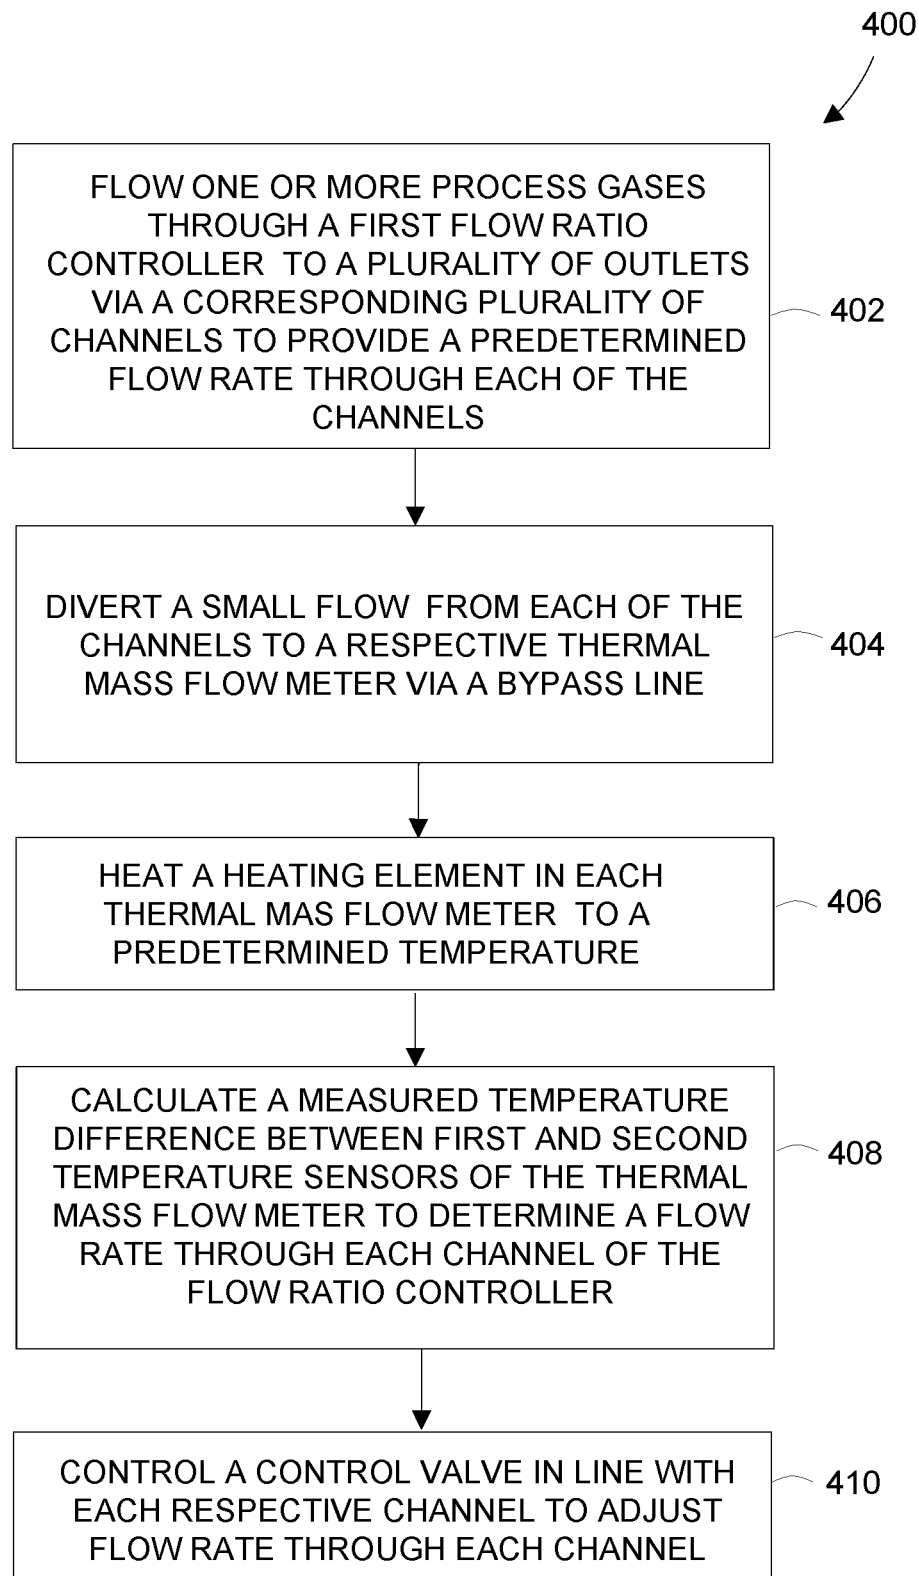 400
FLOW ONE OR MORE PROCESS GASES
THROUGH A FIRST FLOW RATIO
CONTROLLER TO A PLURALITY OF OUTLETS
VIA A CORRESPONDING PLURALITY OF
CHANNELS TO PROVIDE A PREDETERMINED
FLOW RATE THROUGH EACH OF THE
CHANNELS
402
DIVERT A SMALL FLOW FROM EACH OF THE
CHANNELS TO A RESPECTIVE THERMAL
MASS FLOW METER VIA A BYPASS LINE
404
HEAT A HEATING ELEMENT IN EACH
THERMAL MAS FLOW METER TO A
PREDETERMINED TEMPERATURE
406
CALCULATE A MEASURED TEMPERATURE
DIFFERENCE BETWEEN FIRST AND SECOND
TEMPERATURE SENSORS OF THE THERMAL
MASS FLOW METER TO DETERMINE A FLOW
RATE THROUGH EACH CHANNEL OF THE
FLOW RATIO CONTROLLER
408
CONTROL A CONTROL VALVE IN LINE WITH
EACH RESPECTIVE CHANNEL TO ADJUST
FLOW RATE THROUGH EACH CHANNEL
410